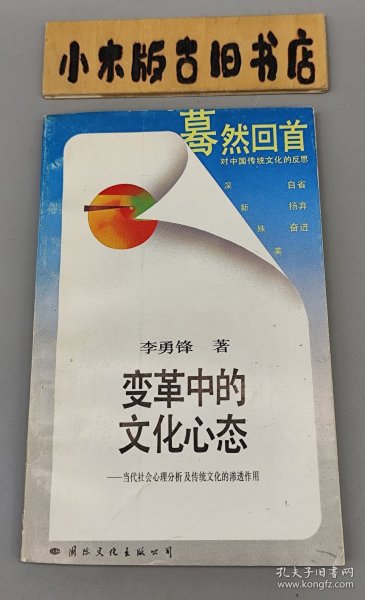 小木版古旧书店
蓦然回首
对中国传统文化的反思
深 自省
新 扬弃
殊 奋进
美
李勇锋 著
变革中的
文化心态
——当代社会心理分析及传统文化的渗透作用
国际文化出版公司
孔夫子旧书网
www.kongfz.com